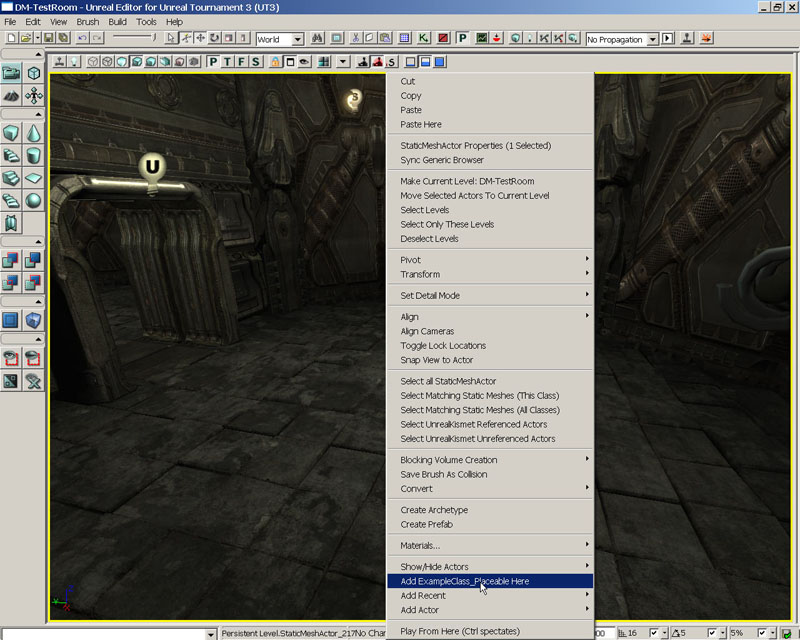 DM-TestRoom - Unreal Editor for Unreal Tournament 3 (UT3)
File Edit View Brush Build Tools Help
World
K
P
No Propagation
P T F S
S
S
U
Cut
Copy
Paste
Paste Here
StaticMeshActor Properties (1 Selected)
Sync Generic Browser
Make Current Level: DM-TestRoom
Move Selected Actors To Current Level
Select Levels
Select Only These Levels
Deselect Levels
Pivot
Transform
Set Detail Mode
Align
Align Cameras
Toggle Lock Locations
Snap View to Actor
Select all StaticMeshActor
Select Matching Static Meshes (This Class)
Select Matching Static Meshes (All Classes)
Select UnrealKismet Referenced Actors
Select UnrealKismet Unreferenced Actors
Blocking Volume Creation
Save Brush As Collision
Convert
Create Archetype
Create Prefab
Materials...
Show/Hide Actors
Add ExampleClass_Placeable Here
Add Recent
Add Actor
Play From Here (Ctrl spectates)
Persistent Level.StaticMeshActor_217 No Char
00
16
5
5%